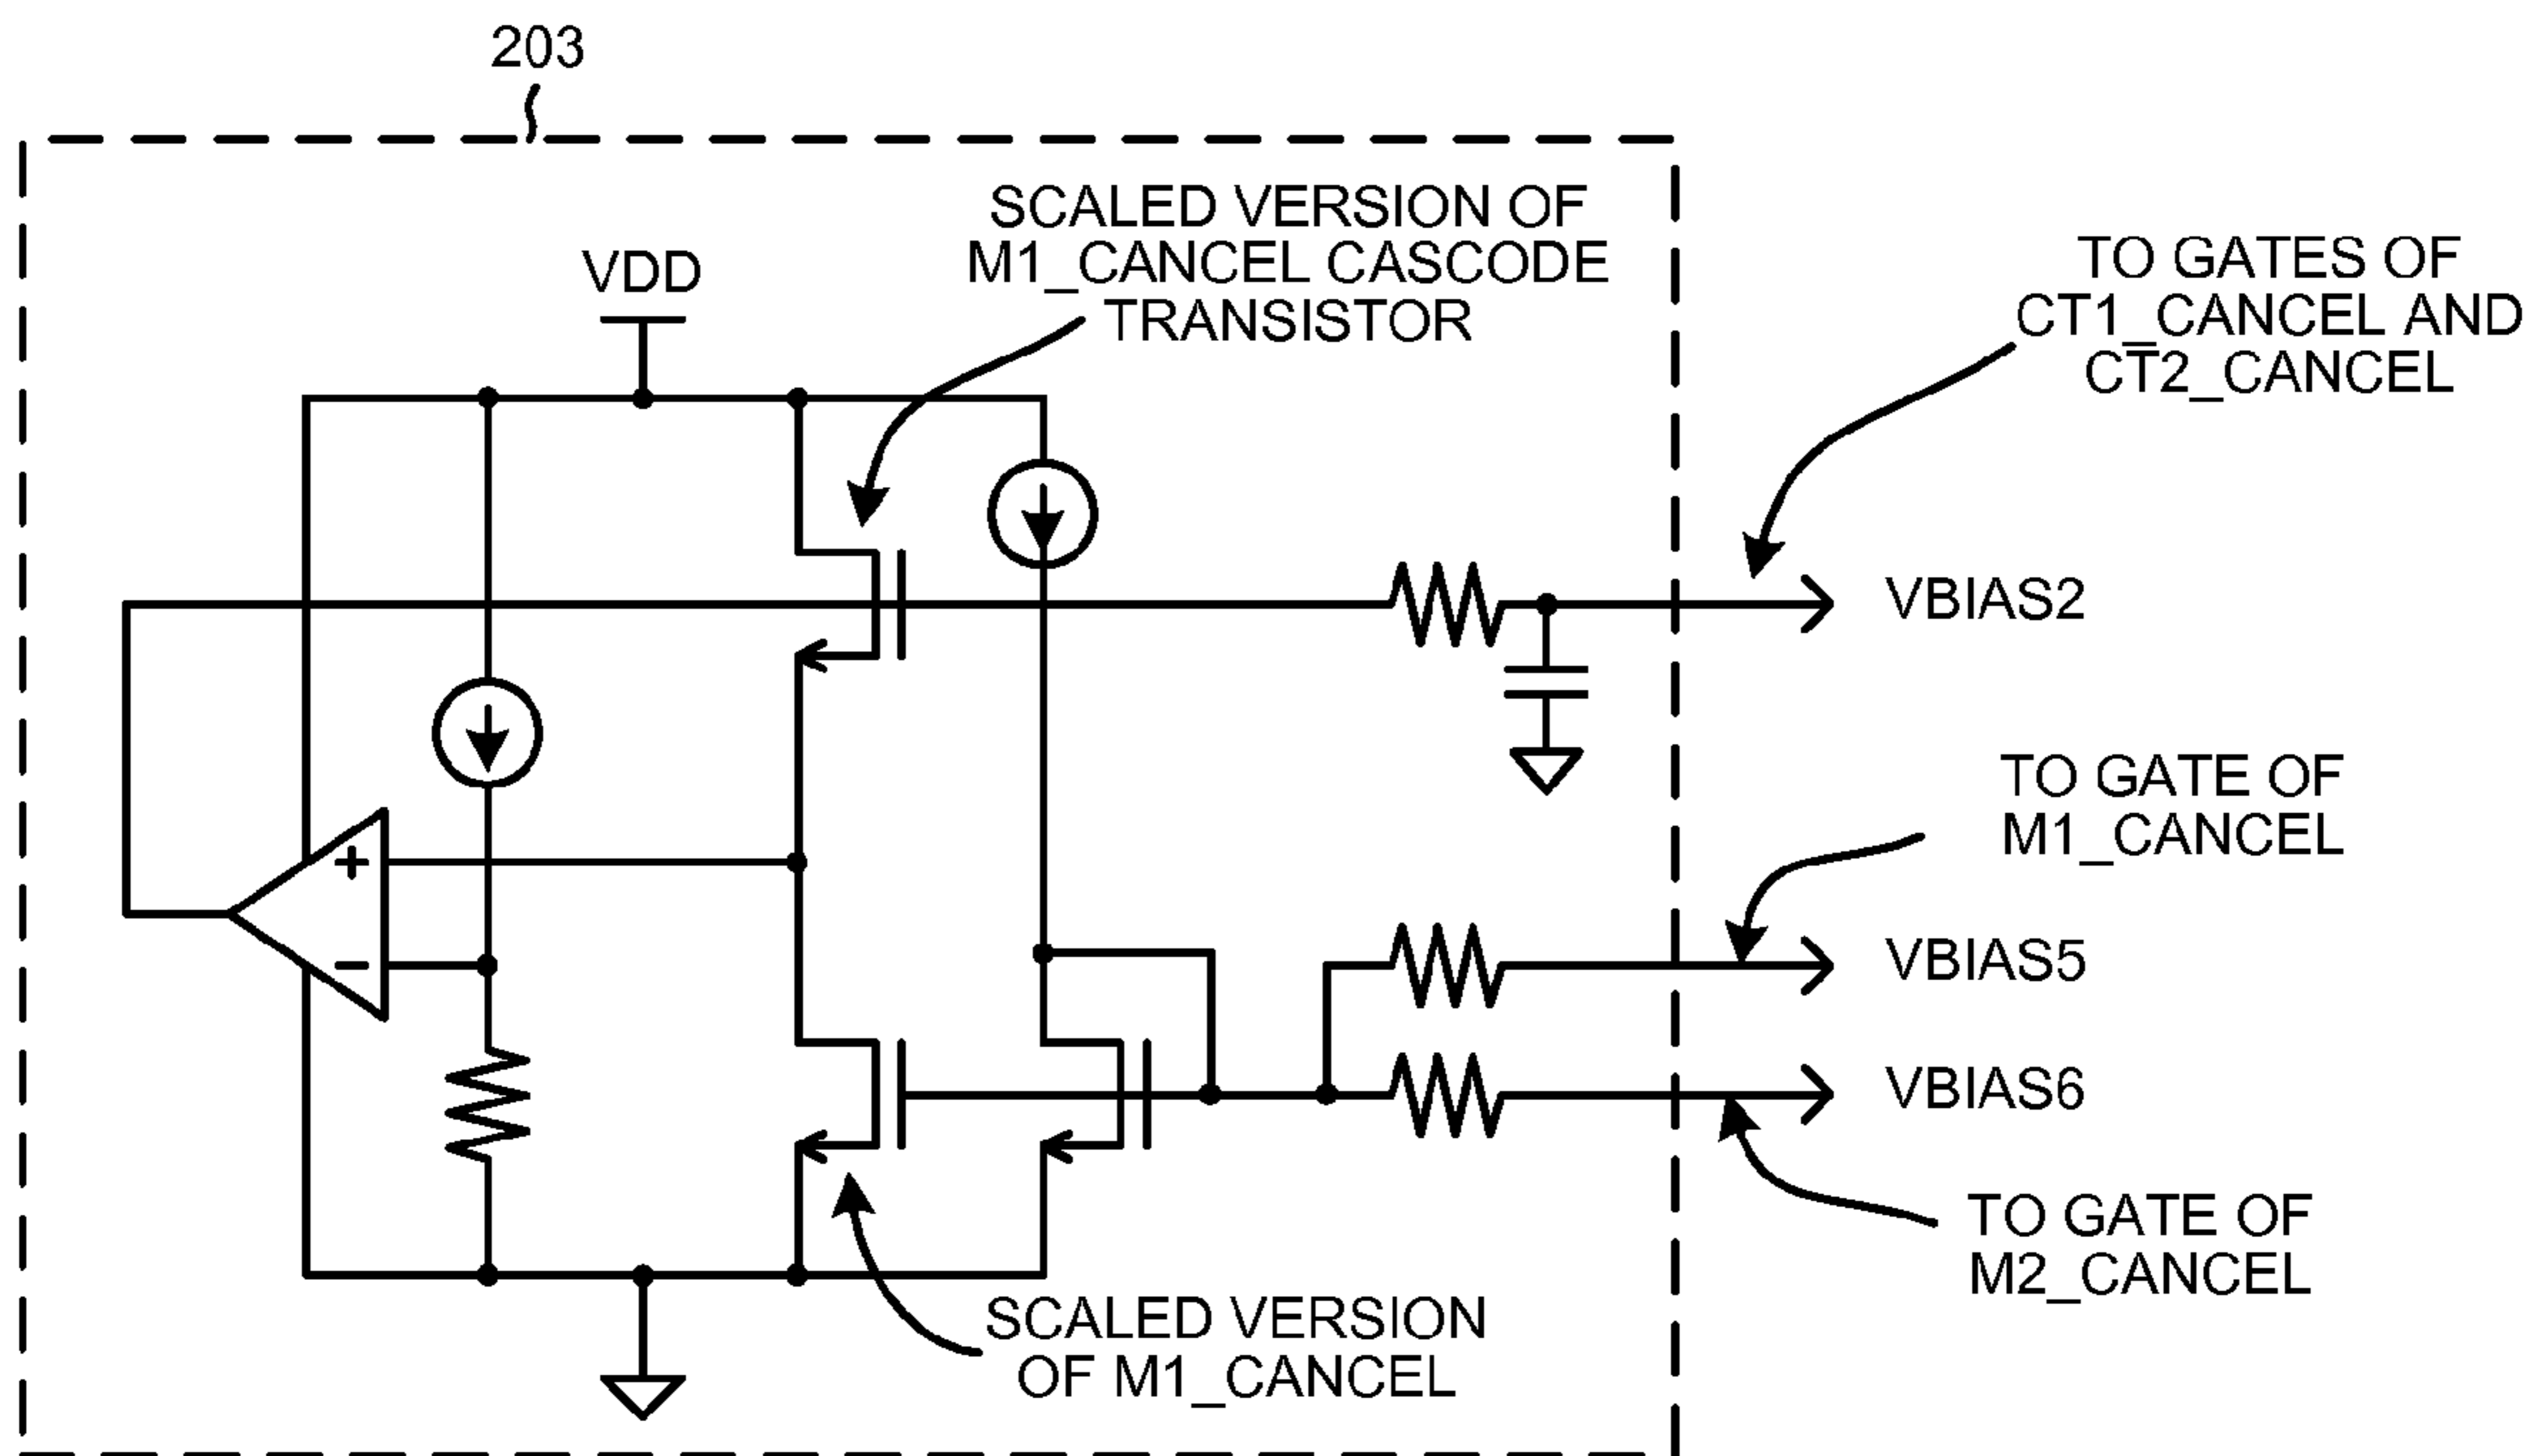 203
SCALED VERSION OF
M1_CANCEL CASCODE
TRANSISTOR
VDD
TO GATES OF
CT1_CANCEL AND
CT2_CANCEL
VBIAS2
TO GATE OF
M1_CANCEL
+
VBIAS5
-
VBIAS6
TO GATE OF
M2_CANCEL
SCALED VERSION
OF M1_CANCEL